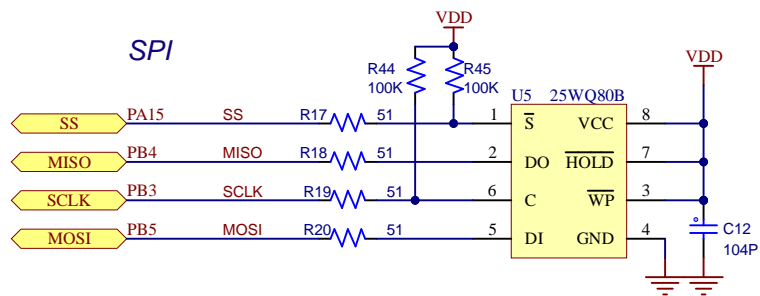 SPI
VDD
R44
100K
R45
100K
VDD
U5 25WQ80B
SS PA15 SS R17 51 1 S VCC 8
MISO PB4 MISO R18 51 2 DO HOLD 7
SCLK PB3 SCLK R19 51 6 C WP 3
MOSI PB5 MOSI R20 51 5 DI GND 4
C12
104P